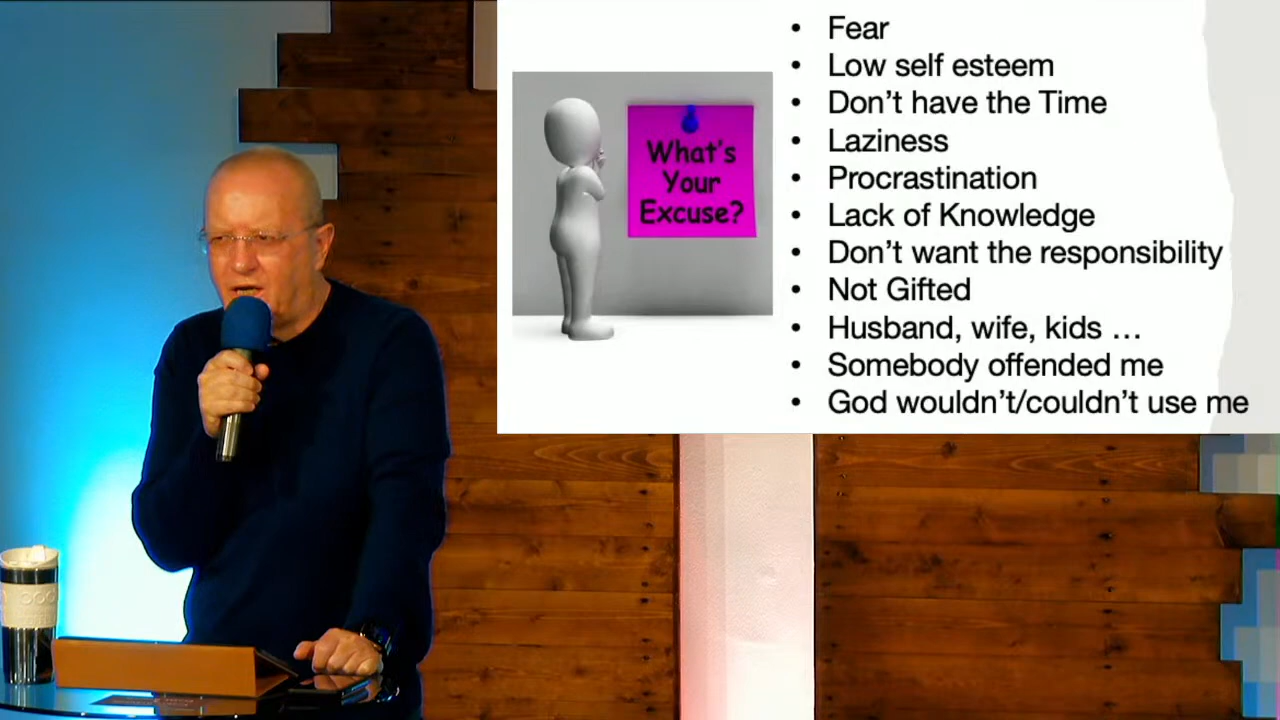 What's
Your
Excuse?
• Fear
• Low self esteem
• Don't have the Time
• Laziness
• Procrastination
• Lack of Knowledge
• Don't want the responsibility
• Not Gifted
• Husband, wife, kids …
• Somebody offended me
• God wouldn't/couldn't use me